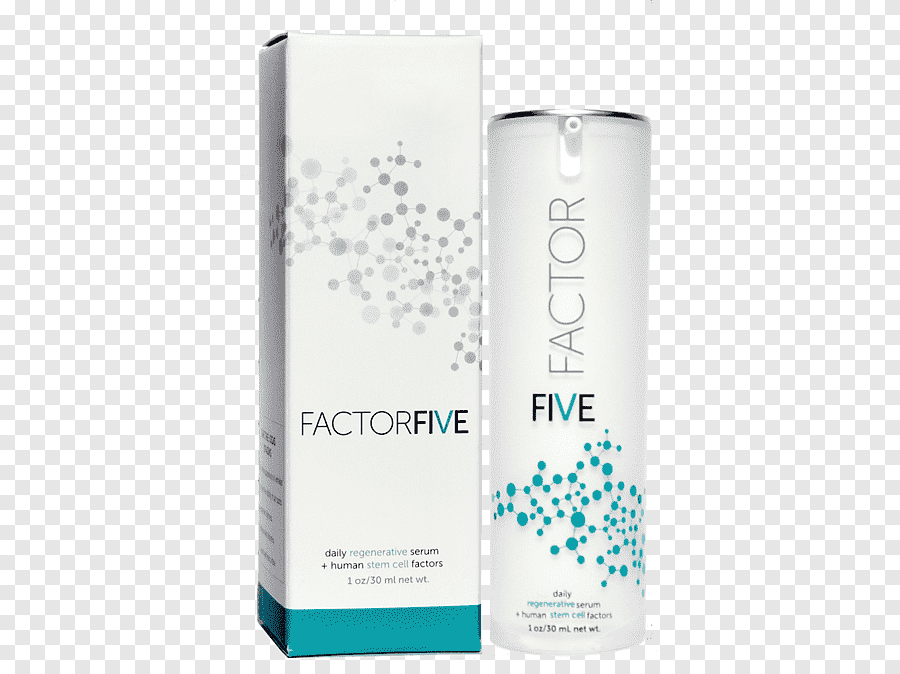 FACTORFIVE
daily regenerative serum
+ human stem cell factors
1 oz/30 ml net wt.
FACTOR
FIVE
daily
regenerative serum
+ human stem cell factors
1 oz/30 mL net wt.